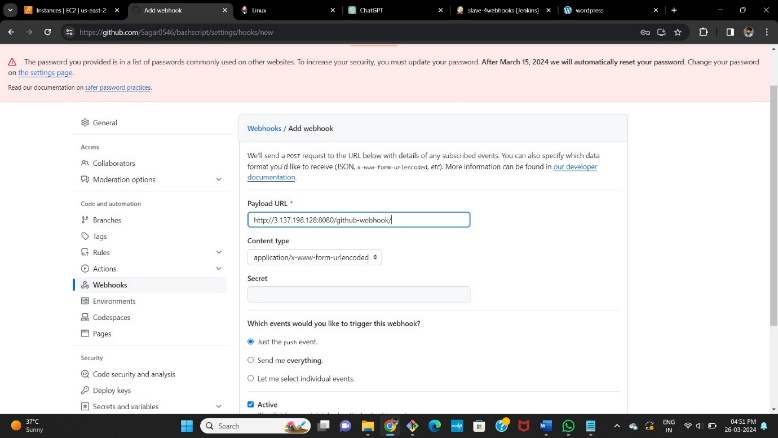 Instances | EC2 | us-east-2
Add webhook
Linux
ChatGPT
slave-4webhooks [Jenkins]
wordpress
https://github.com/Sagar0546/bashscript/settings/hooks/new
The password you provided is in a list of passwords commonly used on other websites. To increase your security, you must update your password. After March 15, 2024 we will automatically reset your password. Change your password
on the settings page.
Read our documentation on safer password practices.
General
Access
Collaborators
Moderation options
Code and automation
Branches
Tags
Rules
Actions
Webhooks
Environments
Codespaces
Pages
Security
Code security and analysis
Deploy keys
Secrets and variables
Webhooks / Add webhook
We'll send a POST request to the URL below with details of any subscribed events. You can also specify which data
format you'd like to receive (JSON, x-www-form-urlencoded, etc). More information can be found in our developer
documentation.
Payload URL *
http://3.137.198.128:8080/github-webhook/
Content type
application/x-www-form-urlencoded
Secret
Which events would you like to trigger this webhook?
Just the push event.
Send me everything.
Let me select individual events.
Active
37°C
Sunny
Search
ENG
IN
04:51 PM
26-03-2024